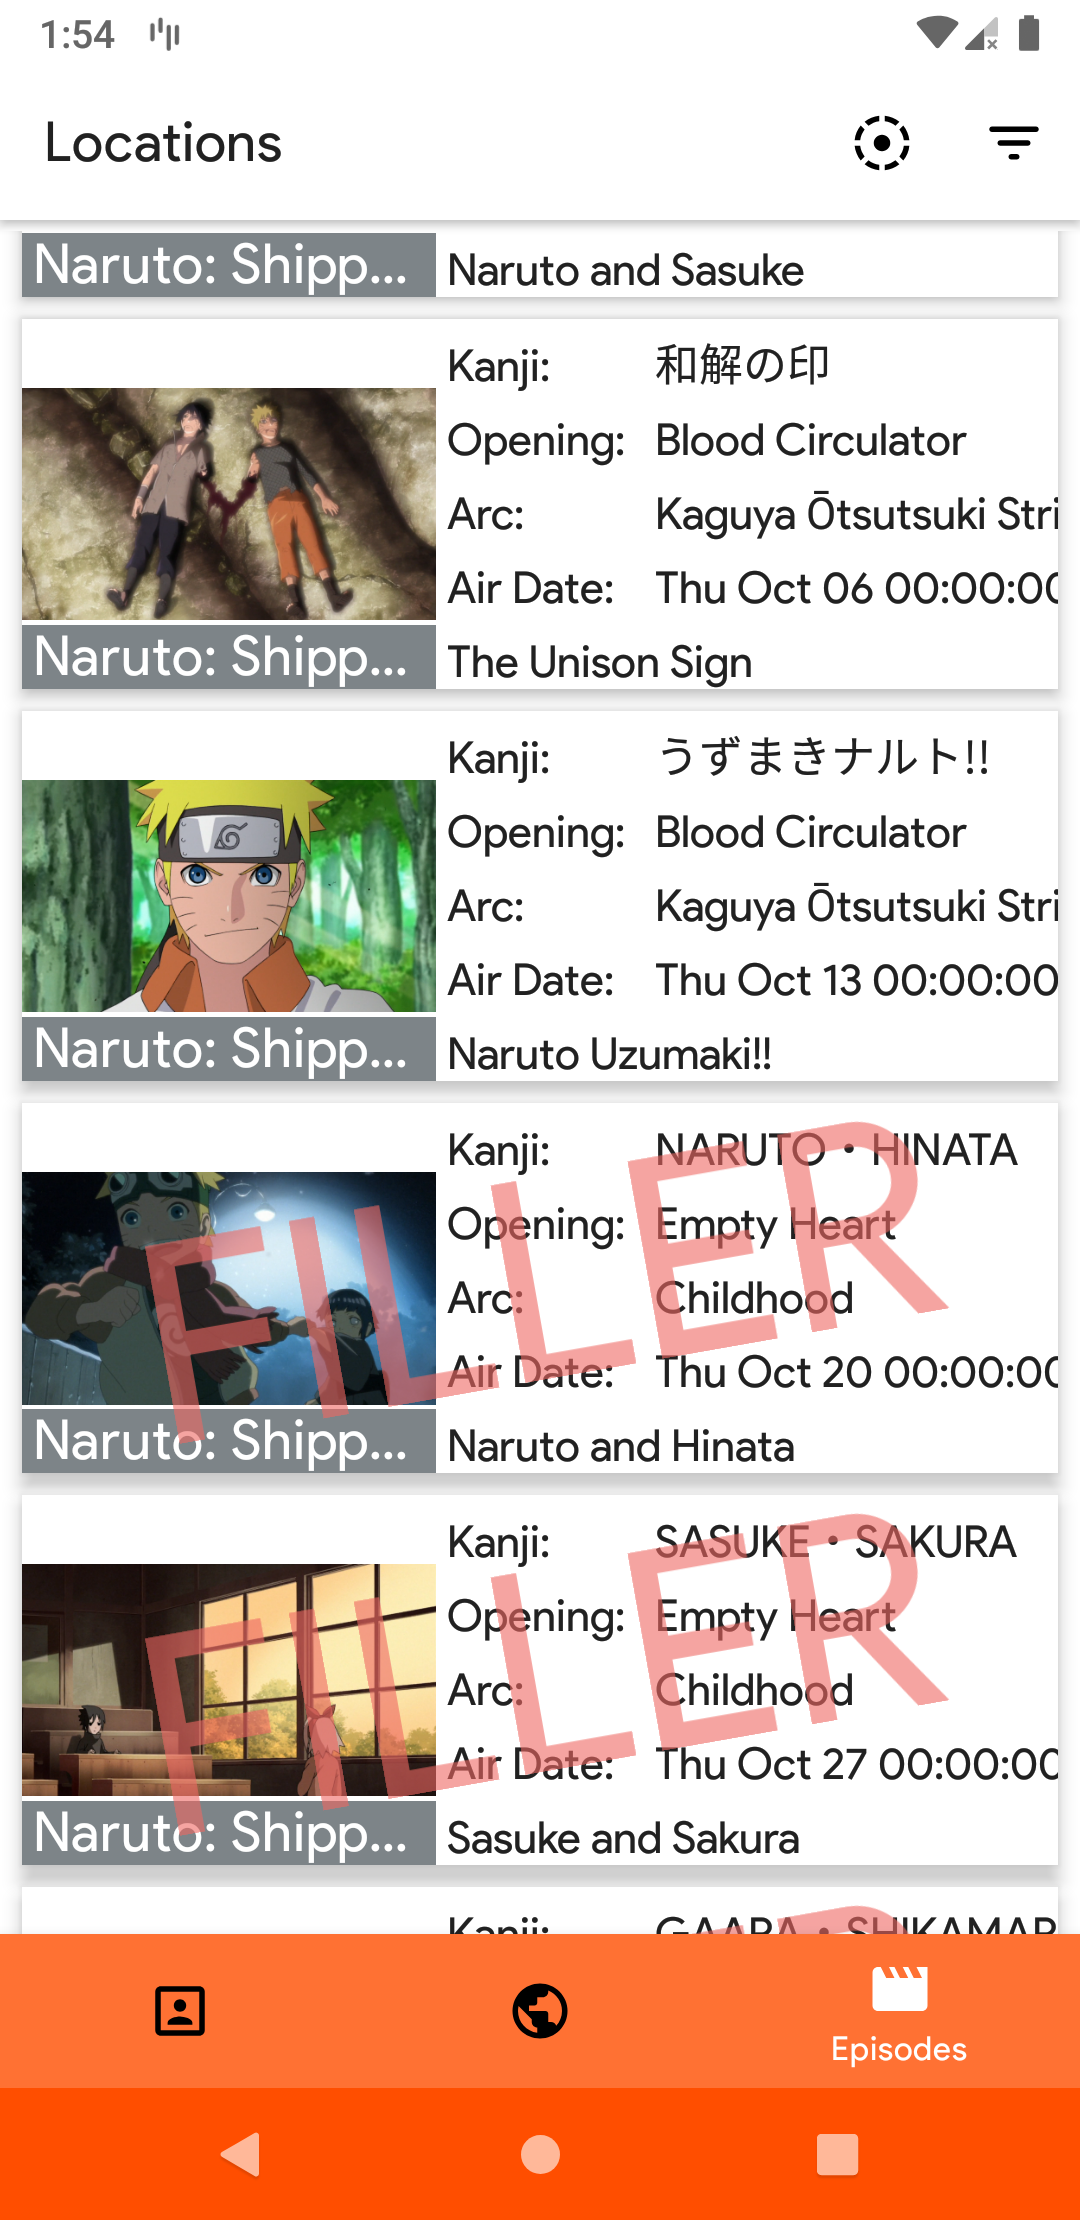 1:54
Locations
Naruto: Shipp...
Naruto and Sasuke
Kanji: 和解の印
Opening: Blood Circulator
Arc: Kaguya Ōtsutsuki Stri
Air Date: Thu Oct 06 00:00:00
Naruto: Shipp...
The Unison Sign
Kanji: うずまきナルト!!
Opening: Blood Circulator
Arc: Kaguya Ōtsutsuki Stri
Air Date: Thu Oct 13 00:00:00
Naruto: Shipp...
Naruto Uzumaki!!
Kanji: NARUTO・HINATA
Opening: Empty Heart
Arc: Childhood
Air Date: Thu Oct 20 00:00:00
FILLER
Naruto: Shipp...
Naruto and Hinata
Kanji: SASUKE・SAKURA
Opening: Empty Heart
Arc: Childhood
Air Date: Thu Oct 27 00:00:00
FILLER
Naruto: Shipp...
Sasuke and Sakura
Kanji: GAARA・SHIKAMAR
Episodes